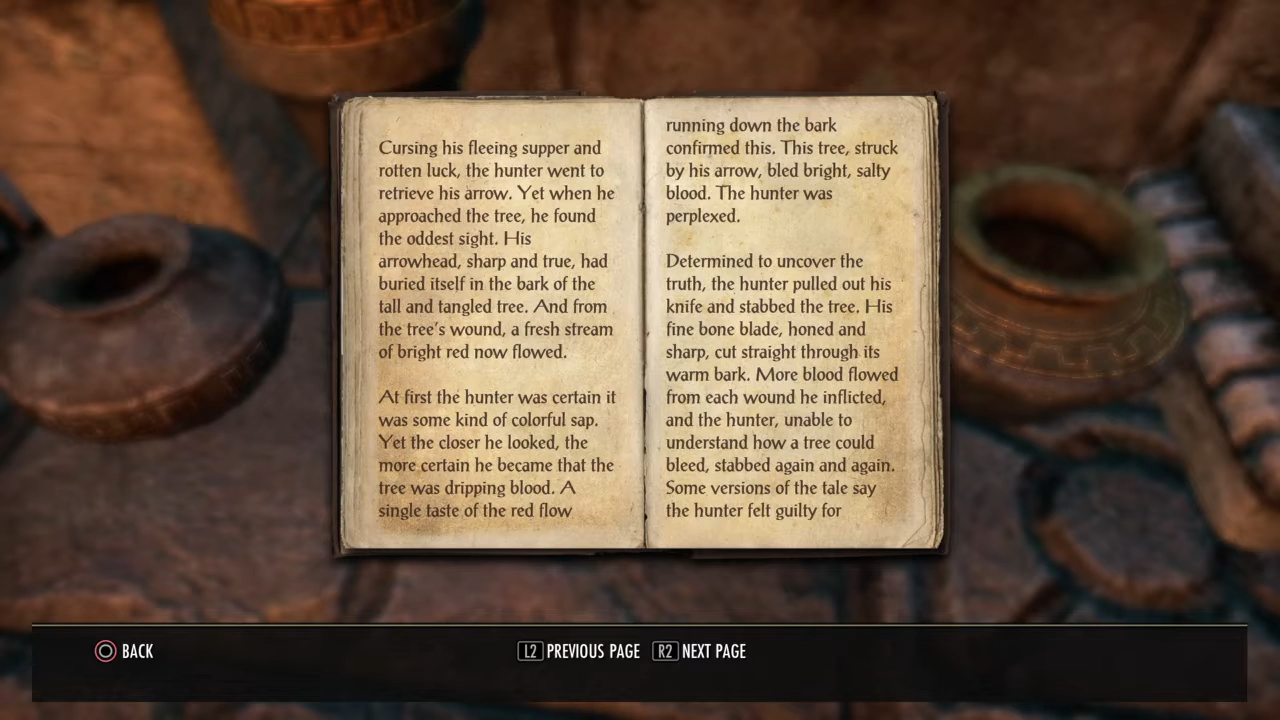 Cursing his fleeing supper and
rotten luck, the hunter went to
retrieve his arrow. Yet when he
approached the tree, he found
the oddest sight. His
arrowhead, sharp and true, had
buried itself in the bark of the
tall and tangled tree. And from
the tree's wound, a fresh stream
of bright red now flowed.
At first the hunter was certain it
was some kind of colorful sap.
Yet the closer he looked, the
more certain he became that the
tree was dripping blood. A
single taste of the red flow
running down the bark
confirmed this. This tree, struck
by his arrow, bled bright, salty
blood. The hunter was
perplexed.
Determined to uncover the
truth, the hunter pulled out his
knife and stabbed the tree. His
fine bone blade, honed and
sharp, cut straight through its
warm bark. More blood flowed
from each wound he inflicted,
and the hunter, unable to
understand how a tree could
bleed, stabbed again and again.
Some versions of the tale say
the hunter felt guilty for
BACK
L2 PREVIOUS PAGE R2 NEXT PAGE